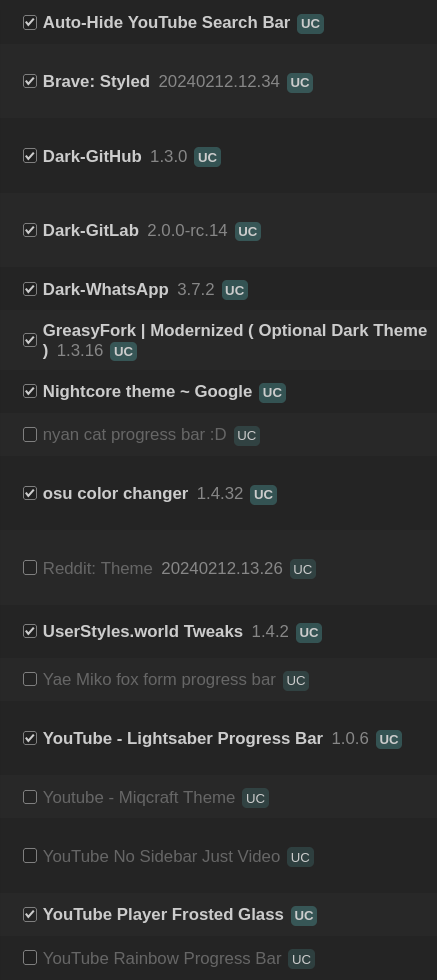 Auto-Hide YouTube Search Bar UC
Brave: Styled 20240212.12.34 UC
Dark-GitHub 1.3.0 UC
Dark-GitLab 2.0.0-rc.14 UC
Dark-WhatsApp 3.7.2 UC
GreasyFork | Modernized ( Optional Dark Theme
) 1.3.16 UC
Nightcore theme ~ Google UC
nyan cat progress bar :D UC
osu color changer 1.4.32 UC
Reddit: Theme 20240212.13.26 UC
UserStyles.world Tweaks 1.4.2 UC
Yae Miko fox form progress bar UC
YouTube - Lightsaber Progress Bar 1.0.6 UC
Youtube - Miqcraft Theme UC
YouTube No Sidebar Just Video UC
YouTube Player Frosted Glass UC
YouTube Rainbow Progress Bar UC